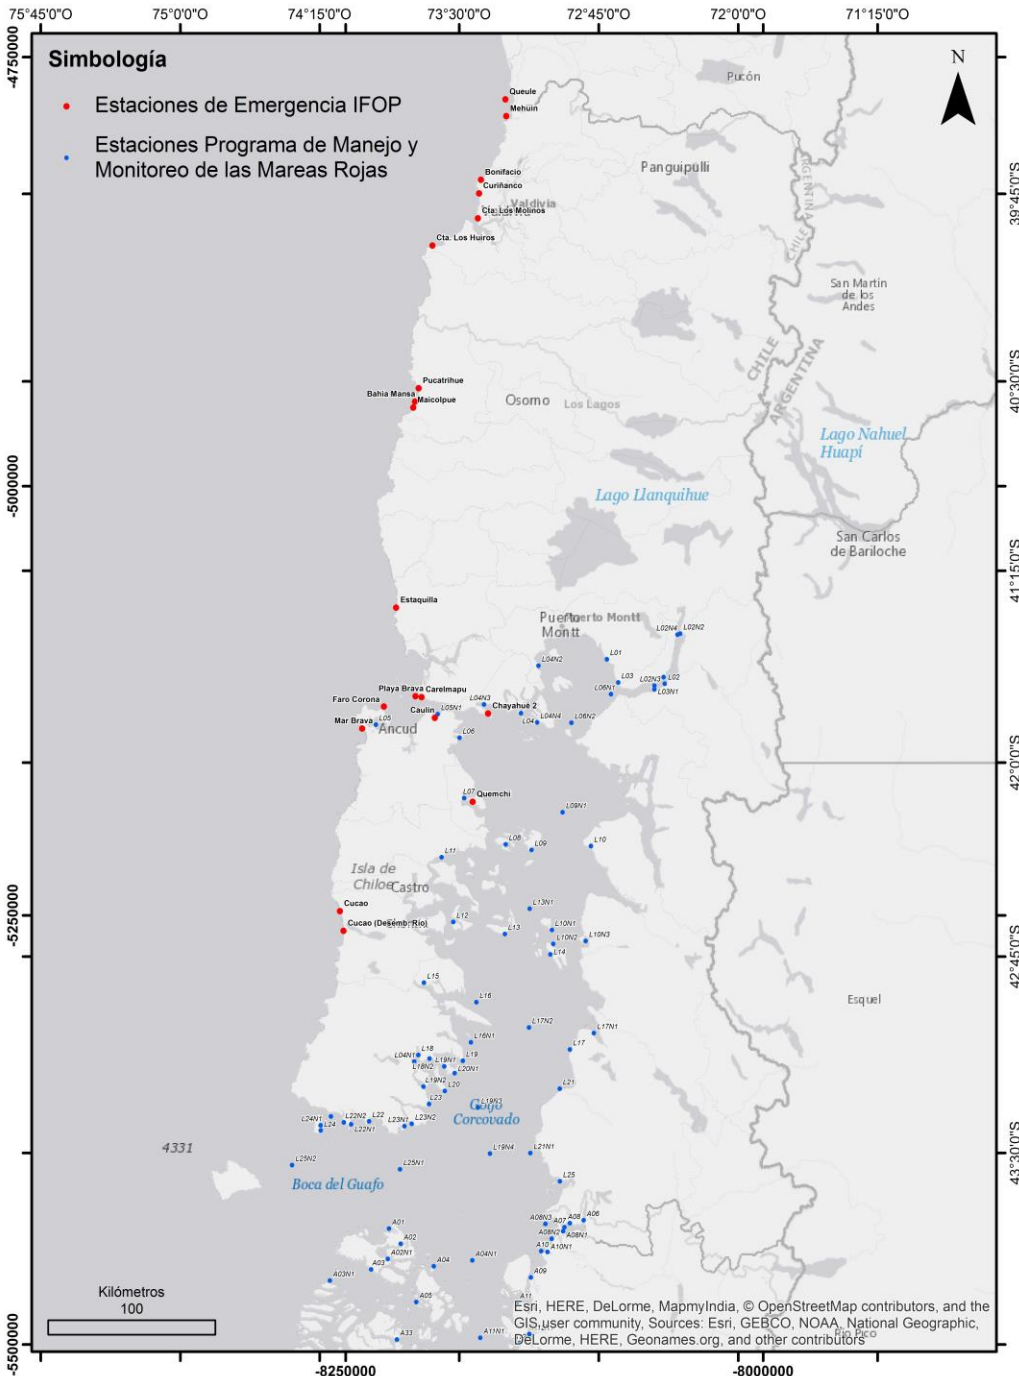 75°45'0"O 75°0'0"O 74°15'0"O 73°30'0"O 72°45'0"O 72°0'0"O 71°15'0"O
Simbología
Estaciones de Emergencia IFOP
Estaciones Programa de Manejo y
Monitoreo de las Mareas Rojas
N
-4750000
-5000000
-5250000
-5500000
39°45'0"S
40°30'0"S
41°15'0"S
42°0'0"S
42°45'0"S
43°30'0"S
Pucón
Queule
Mehuin
Panguipulli
Bonifacio
Curiñanco
Valdivia
Cta. Los Molinos
Cta. Los Huiros
ARGENTINA
CHILE
San Martín
de los
Andes
CHILE
ARGENTINA
Pucatrihue
Bahia Mansa
Maicolpue
Osorno
Los Lagos
Lago Nahuel
Huapí
Lago Llanquihue
San Carlos
de Bariloche
Estaquilla
Puerto
Montt
Puerto Montt
L02N4
L02N2
L04N2
L01
L03
L02N3
L02
L03N1
L06N1
Playa Brava
Carelmapu
Faro Corona
L04N3
Chayahué 2
Caulin
L05N1
L04
L04N4
L06N2
Mar Brava
L05
Ancud
L06
L07
Quemchi
L09N1
L08
L09
L10
L11
Isla de
Chiloe
Castro
Cucao
Cucao (Desemb. Río)
L12
L13N1
L13
L10N1
L10N2
L10N3
L14
L15
L16
Esquel
L17N2
L17N1
L16N1
L17
L04N1
L18
L18N2
L19N1
L19
L20N1
L19N2
L20
L21
L23
L19N3
Golfo
Corcovado
L24N1
L24
L22N2
L22
L22N1
L23N1
L23N2
4331
L25N2
L25N1
L19N4
L21N1
Boca del Guafo
L25
A01
A02
A02N1
A03
A03N1
A04
A04N1
A05
A08N3
A07
A08
A06
A08N2
A08N1
A10
A10N1
A09
A11
A33
A11N1
Río Pico
Kilómetros
100
Esri, HERE, DeLorme, MapmyIndia, © OpenStreetMap contributors, and the
GIS user community, Sources: Esri, GEBCO, NOAA, National Geographic,
DeLorme, HERE, Geonames.org, and other contributors
-8250000 -8000000